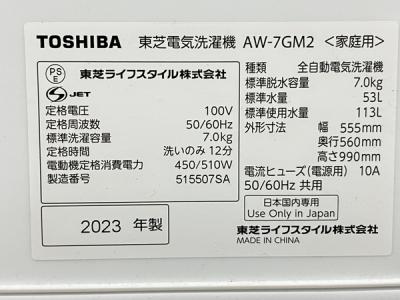 TOSHIBA 東芝電気洗濯機 AW-7GM2 <家庭用>
PS
E
東芝ライフスタイル株式会社
S-JET
定格電圧 100V
定格周波数 50/60Hz
標準洗濯容量 7.0kg
定格時間 洗いのみ 12分
電動機定格消費電力 450/510W
製造番号 515507SA
種類 全自動電気洗濯機
標準脱水容量 7.0kg
標準水量 53L
標準使用水量 113L
外形寸法 幅 555mm
奥行560mm
高さ990mm
電流ヒューズ(電源用) 10A
50/60Hz 共用
日本国内専用
Use Only in Japan
2023 年製
東芝ライフスタイル株式会社
MADE IN CHINA